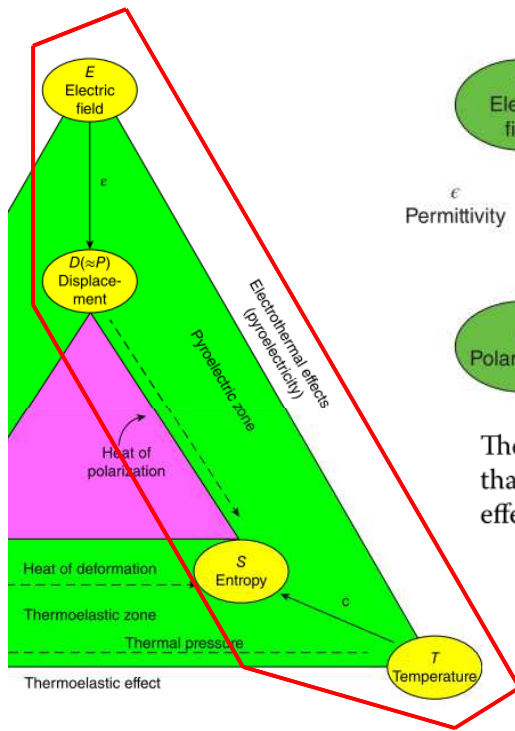 E
Electric
field
ε
D(≈P)
Displace-
ment
Electrothermal effects
(pyroelectricity)
Pyroelectric zone
Heat of
polarization
Heat of deformation
S
Entropy
Thermoelastic zone
c
Thermal pressure
T
Temperature
Thermoelastic effect
ϵ
Permittivity